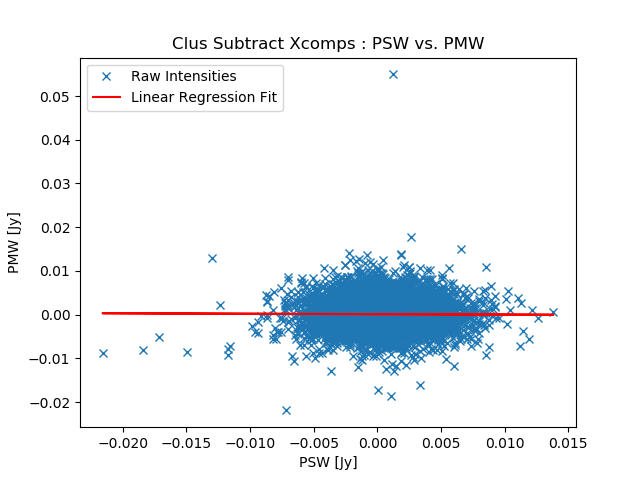 Clus Subtract Xcomps : PSW vs. PMW
Raw Intensities
Linear Regression Fit
0.05
0.04
0.03
0.02
0.01
0.00
−0.01
−0.02
PMW [Jy]
−0.020 −0.015 −0.010 −0.005 0.000 0.005 0.010 0.015
PSW [Jy]